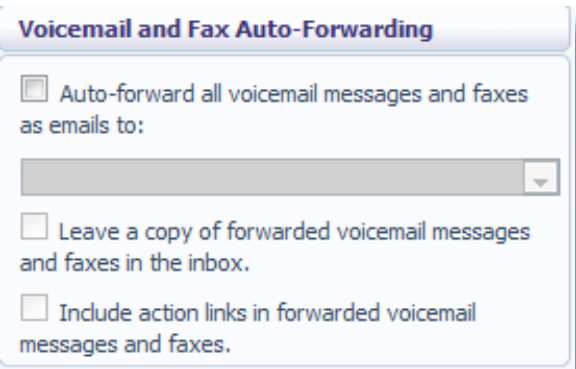 Voicemail and Fax Auto-Forwarding
Auto-forward all voicemail messages and faxes
as emails to:
Leave a copy of forwarded voicemail messages
and faxes in the inbox.
Include action links in forwarded voicemail
messages and faxes.